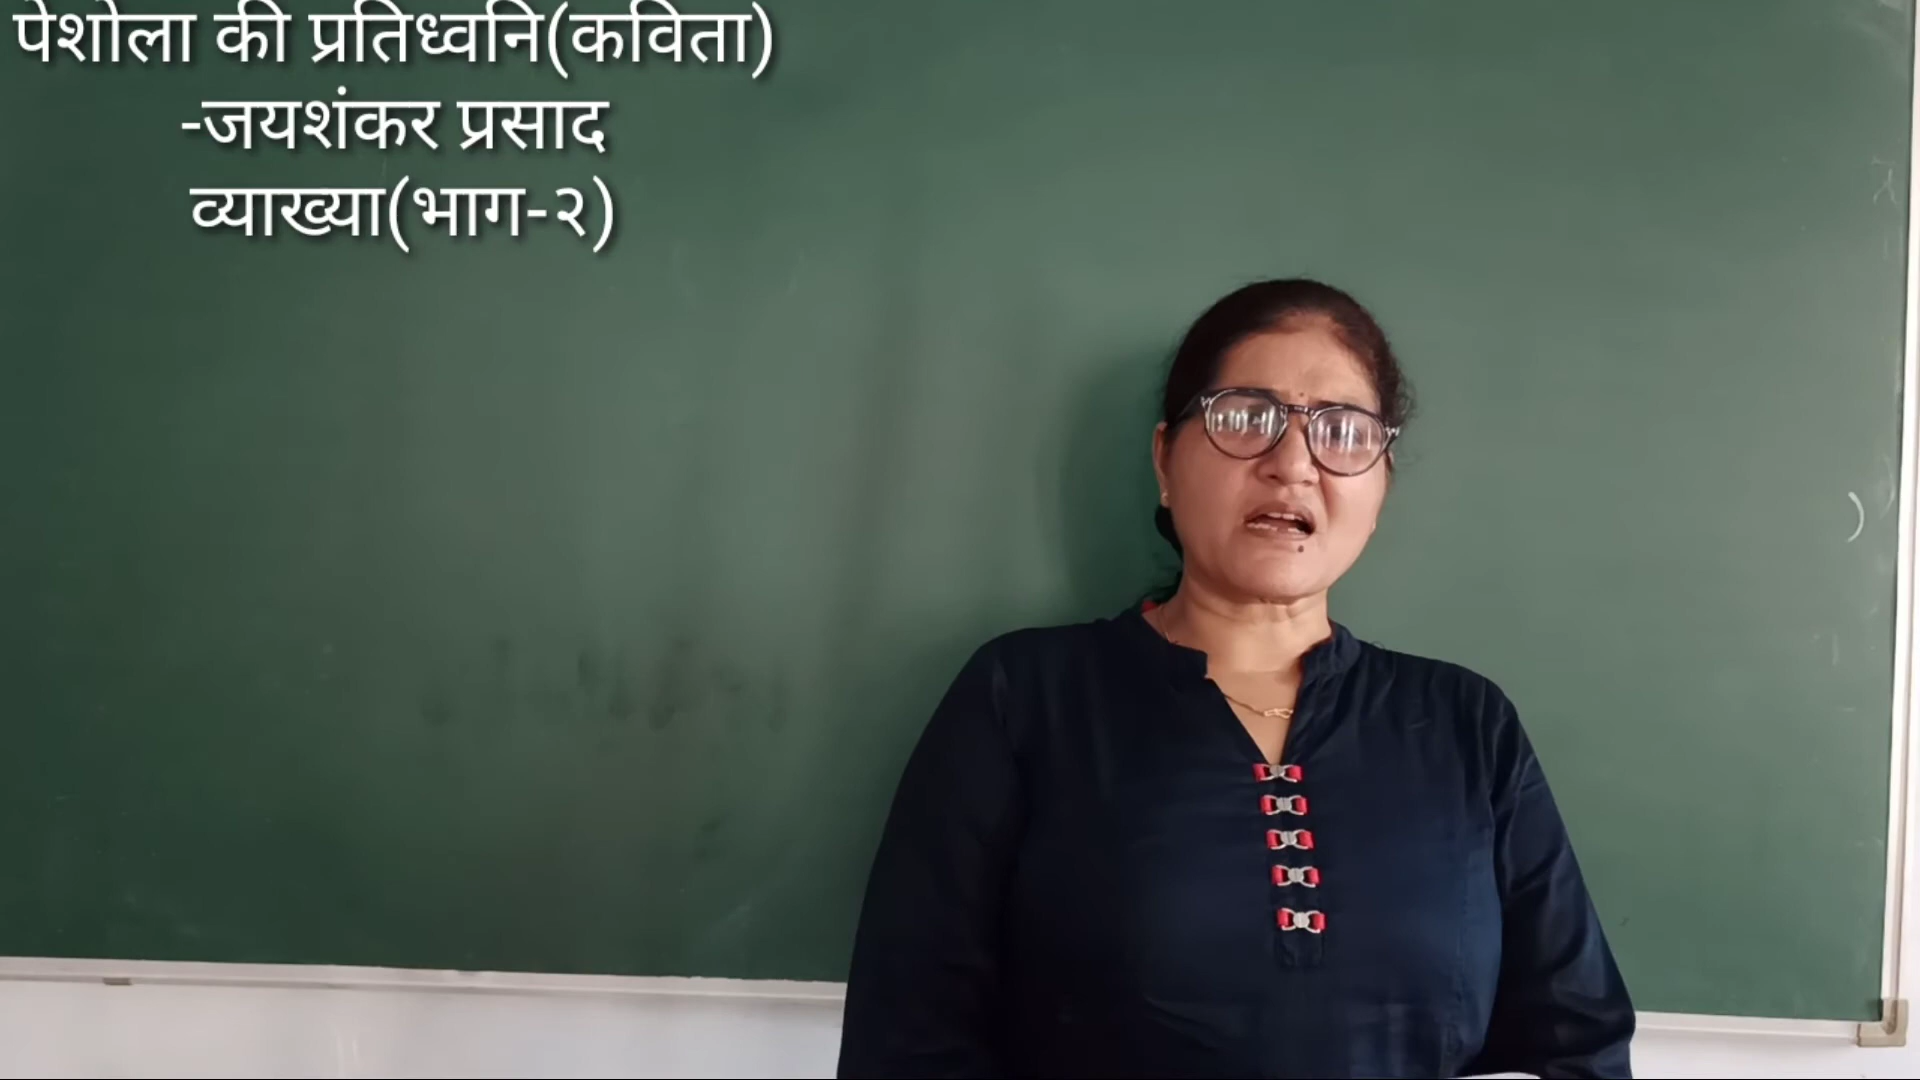 पेशोला की प्रतिध्वनि(कविता)
-जयशंकर प्रसाद
व्याख्या(भाग-२)